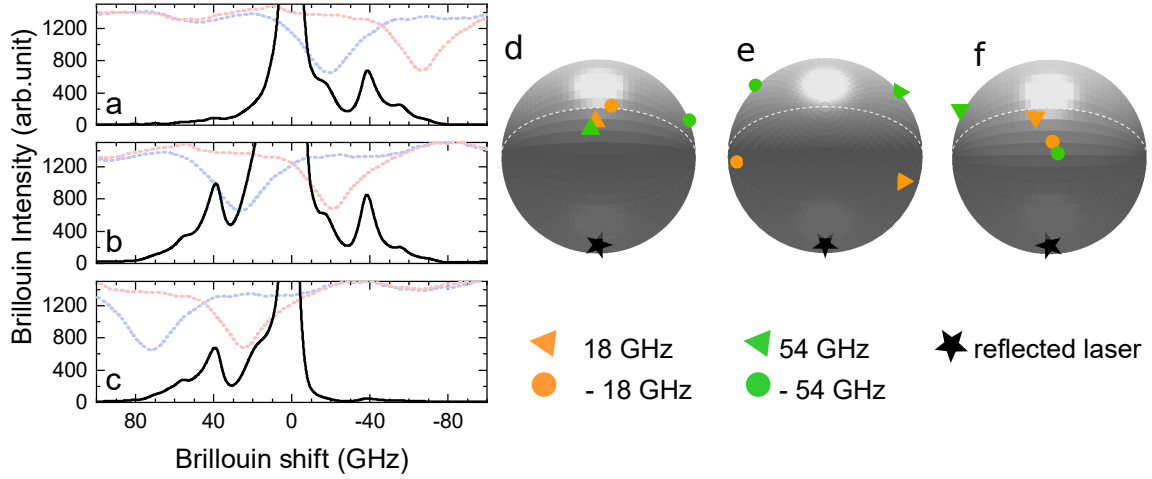 Brillouin Intensity (arb.unit)
1200
800
400
0
a
1200
800
400
0
b
1200
800
400
0
c
80 40 0 -40 -80
Brillouin shift (GHz)
d e f
18 GHz 54 GHz reflected laser
- 18 GHz - 54 GHz